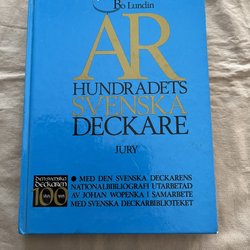 Bo Lundin
ÅR
HUNDRADETS
SVENSKA
DECKARE
JURY
DEN SVENSKA
DECKAREN
100
• MED DEN SVENSKA DECKARENS
NATIONALBIBLIOGRAFI UTARBETAD
AV JOHAN WOPENKA I SAMARBETE
MED SVENSKA DECKARBIBLIOTEKET